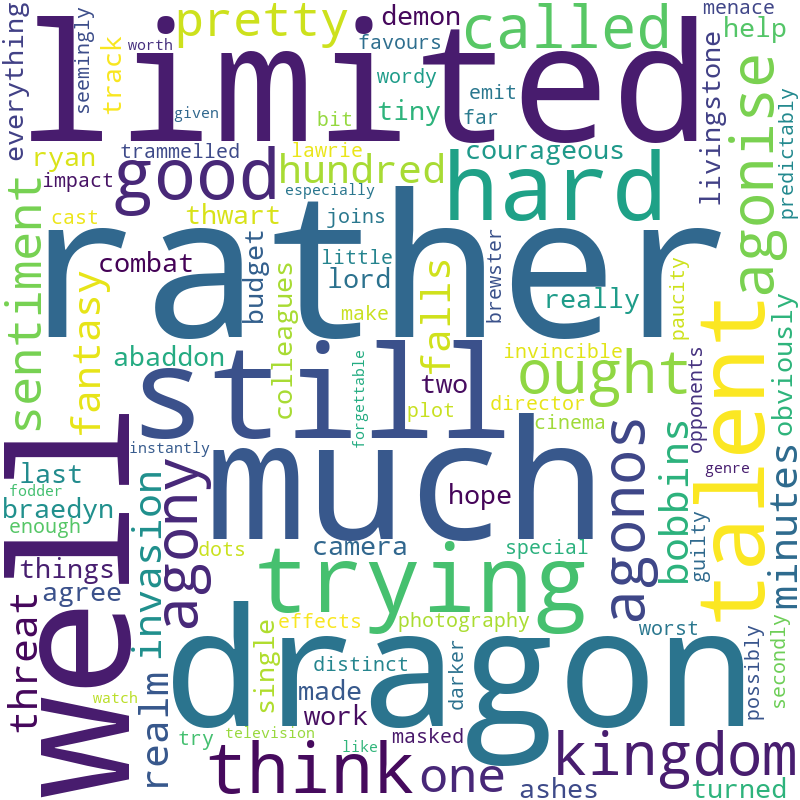 everything
seemingly
worth
track
pretty
demon
favours
wordy
called
menace
help
limited
given
bit
tiny
emit
far
agonise
livingstone
predictably
ryan
impact
trammelled
good
hundred
lawrie
especially
courageous
hard
sentiment
cast
thwart
joins
combat
budget
little
lord
brewster
really
paucity
rather
fantasy
colleagues
make
falls
abaddon
still
forgettable
two
plot
invincible
director
ought
cinema
opponents
talent
obviously
well
instantly
much
hope
agonos
bobbins
genre
minutes
last
fodder
braedyn
enough
things
agree
invasion
agony
dots
camera
trying
special
guilty
threat
realm
single
effects
photography
distinct
darker
dragon
worst
possibly
secondly
watch
made
work
try
television
masked
like
think
one
kingdom
ashes
turned